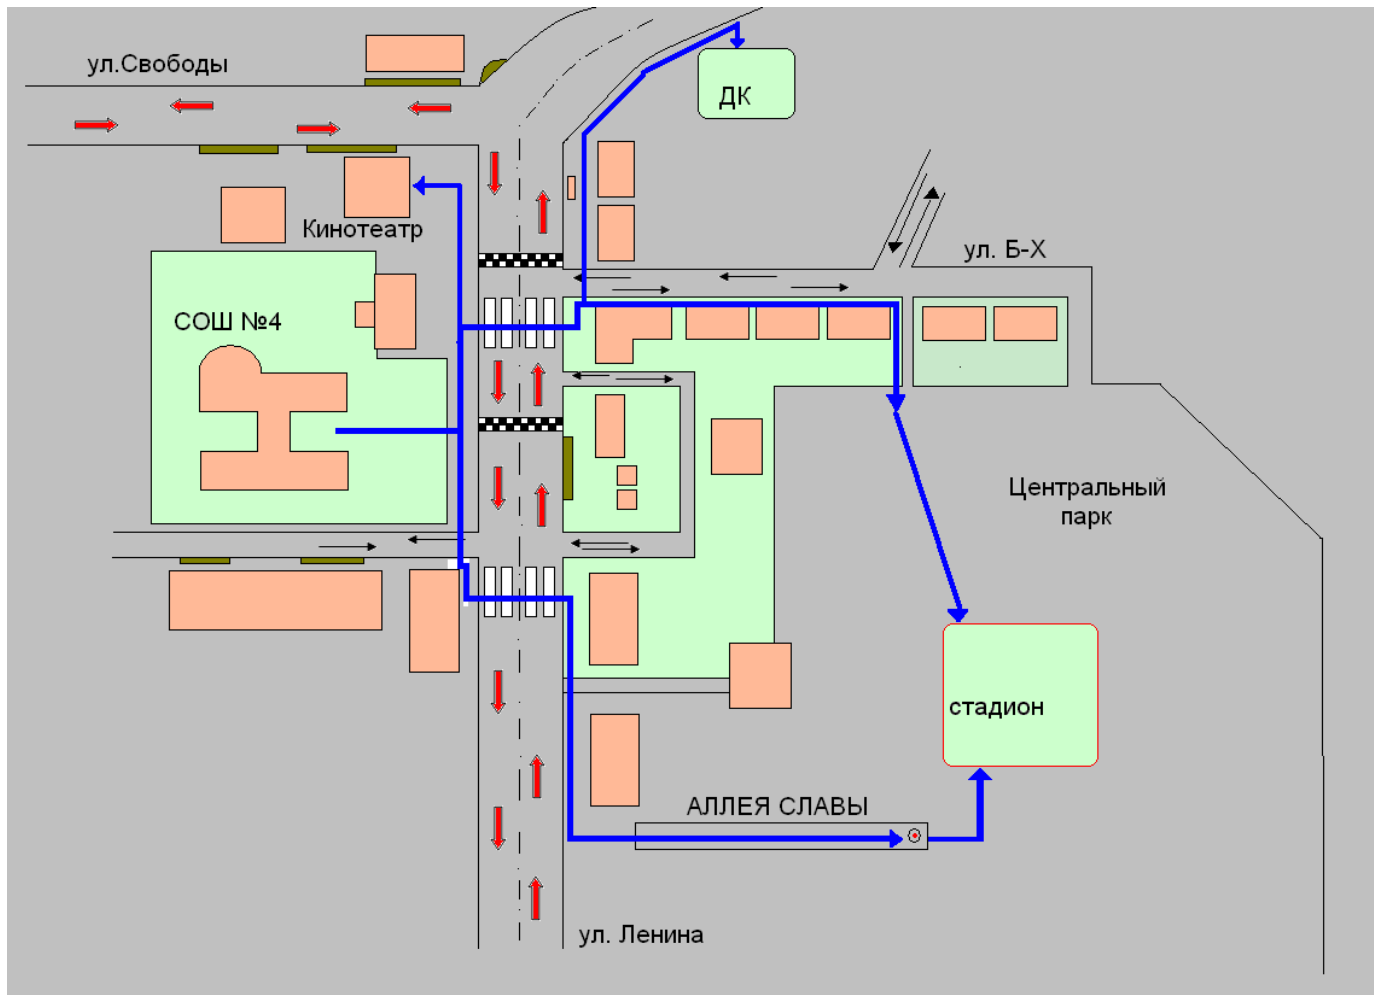 ул.Свободы
ДК
Кинотеатр
ул. Б-Х
СОШ №4
Центральный
парк
стадион
АЛЛЕЯ СЛАВЫ
ул. Ленина